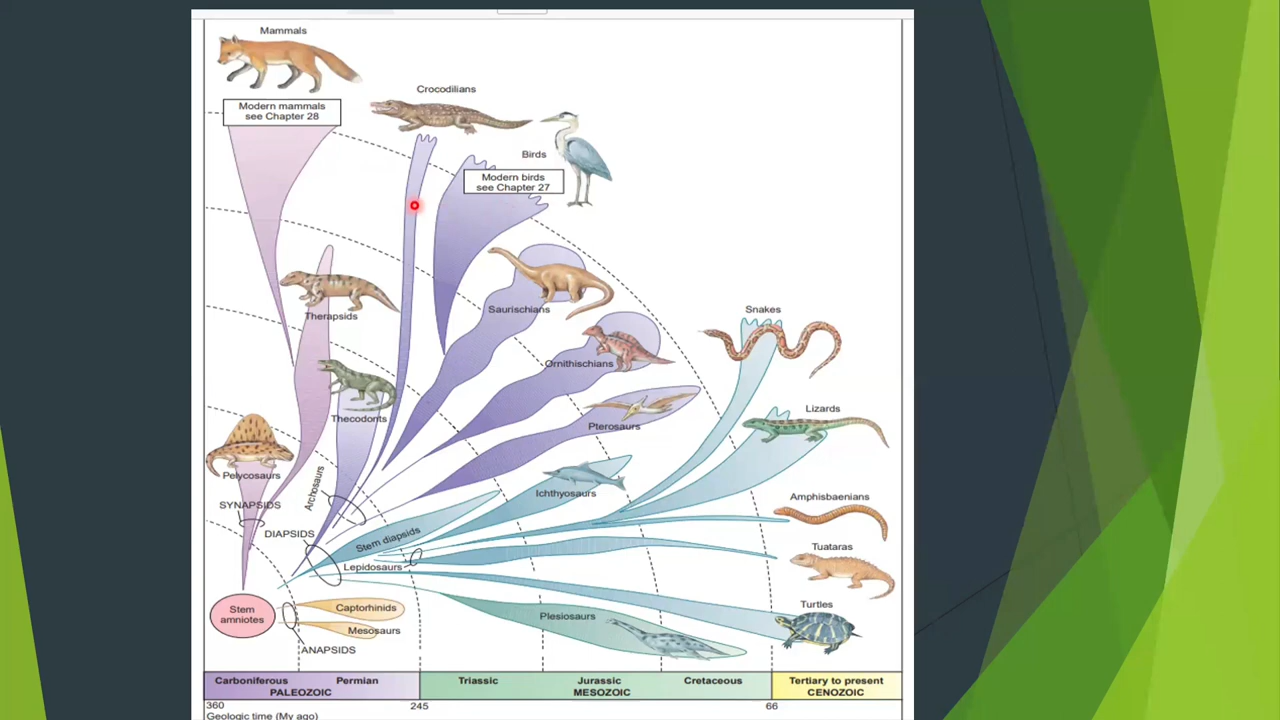 Mammals
Modern mammals
see Chapter 28
Crocodilians
Birds
Modern birds
see Chapter 27
Therapsids
Saurischians
Snakes
Ornithischians
Thecodonts
Lizards
Pterosaurs
Pelycosaurs
Archosaurs
Ichthyosaurs
SYNAPSIDS
Amphisbaenians
DIAPSIDS
Stem diapsids
Tuataras
Lepidosaurs
Stem
amniotes
Captorhinids
Mesosaurs
ANAPSIDS
Plesiosaurs
Turtles
Carboniferous Permian Triassic Jurassic Cretaceous Tertiary to present
PALEOZOIC MESOZOIC CENOZOIC
360 245 66
Geologic time (My ago)